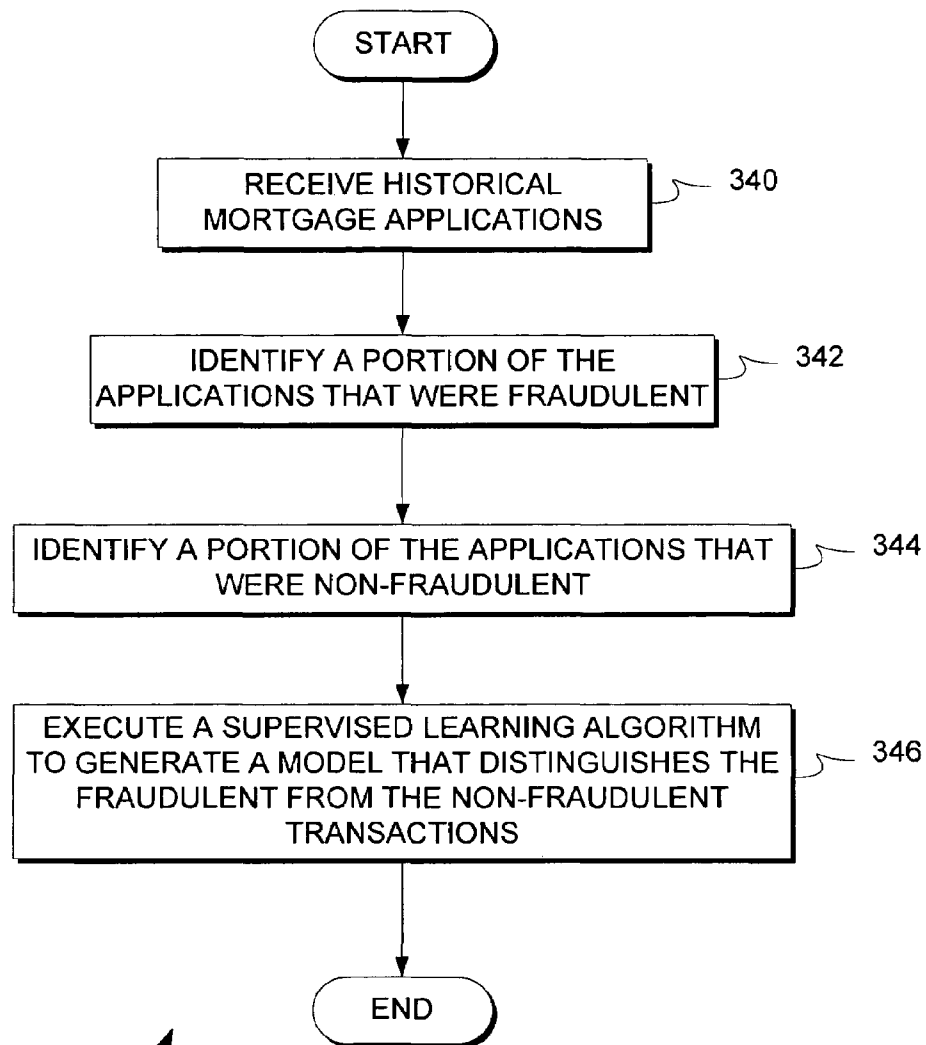 START
RECEIVE HISTORICAL
MORTGAGE APPLICATIONS
340
IDENTIFY A PORTION OF THE
APPLICATIONS THAT WERE FRAUDULENT
342
IDENTIFY A PORTION OF THE APPLICATIONS THAT
WERE NON-FRAUDULENT
344
EXECUTE A SUPERVISED LEARNING ALGORITHM
TO GENERATE A MODEL THAT DISTINGUISHES THE
FRAUDULENT FROM THE NON-FRAUDULENT
TRANSACTIONS
346
END